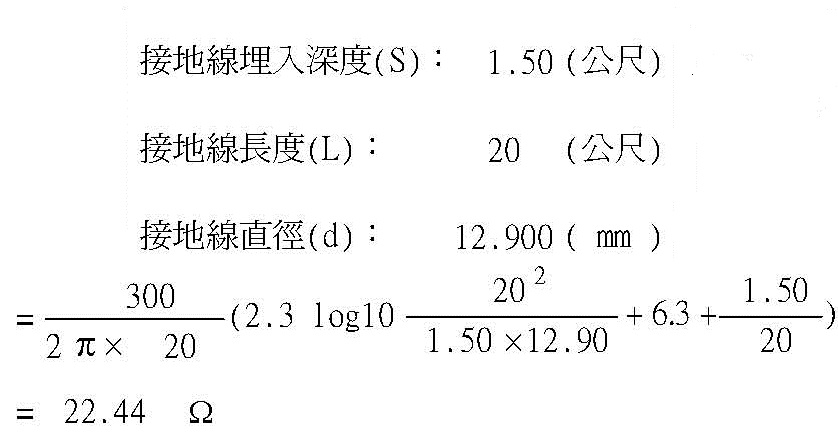 接地線埋入深度(S)： 1.50 (公尺)
接地線長度(L)： 20 (公尺)
接地線直徑(d)： 12.900 ( mm )
= 300 / 2 π× 20 (2.3 log10 20² / 1.50 ×12.90 + 6.3 + 1.50 / 20 )
= 22.44 Ω